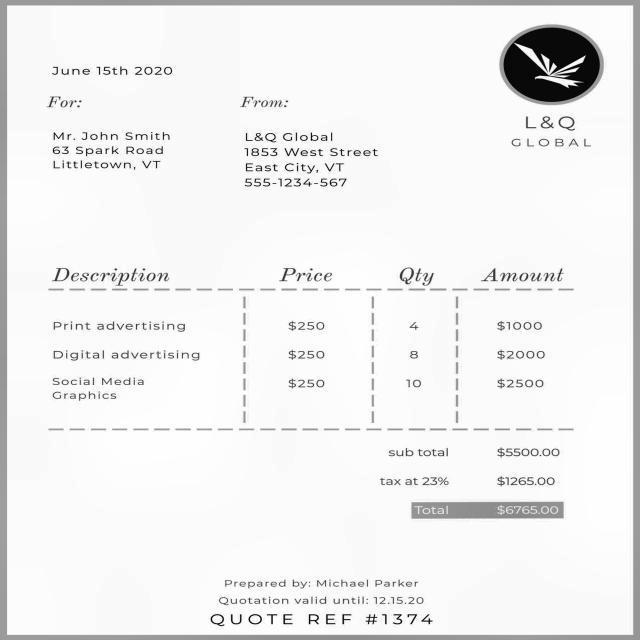 June 15th 2020
L&Q
GLOBAL
For:
Mr. John Smith
63 Spark Road
Littletown, VT
From:
L&Q Global
1853 West Street
East City, VT
555-1234-567
Description Price Qty Amount
Print advertising $250 4 $1000
Digital advertising $250 8 $2000
Social Media $250 10 $2500
Graphics
sub total $5500.00
tax at 23% $1265.00
Total $6765.00
Prepared by: Michael Parker
Quotation valid until: 12.15.20
QUOTE REF #1374